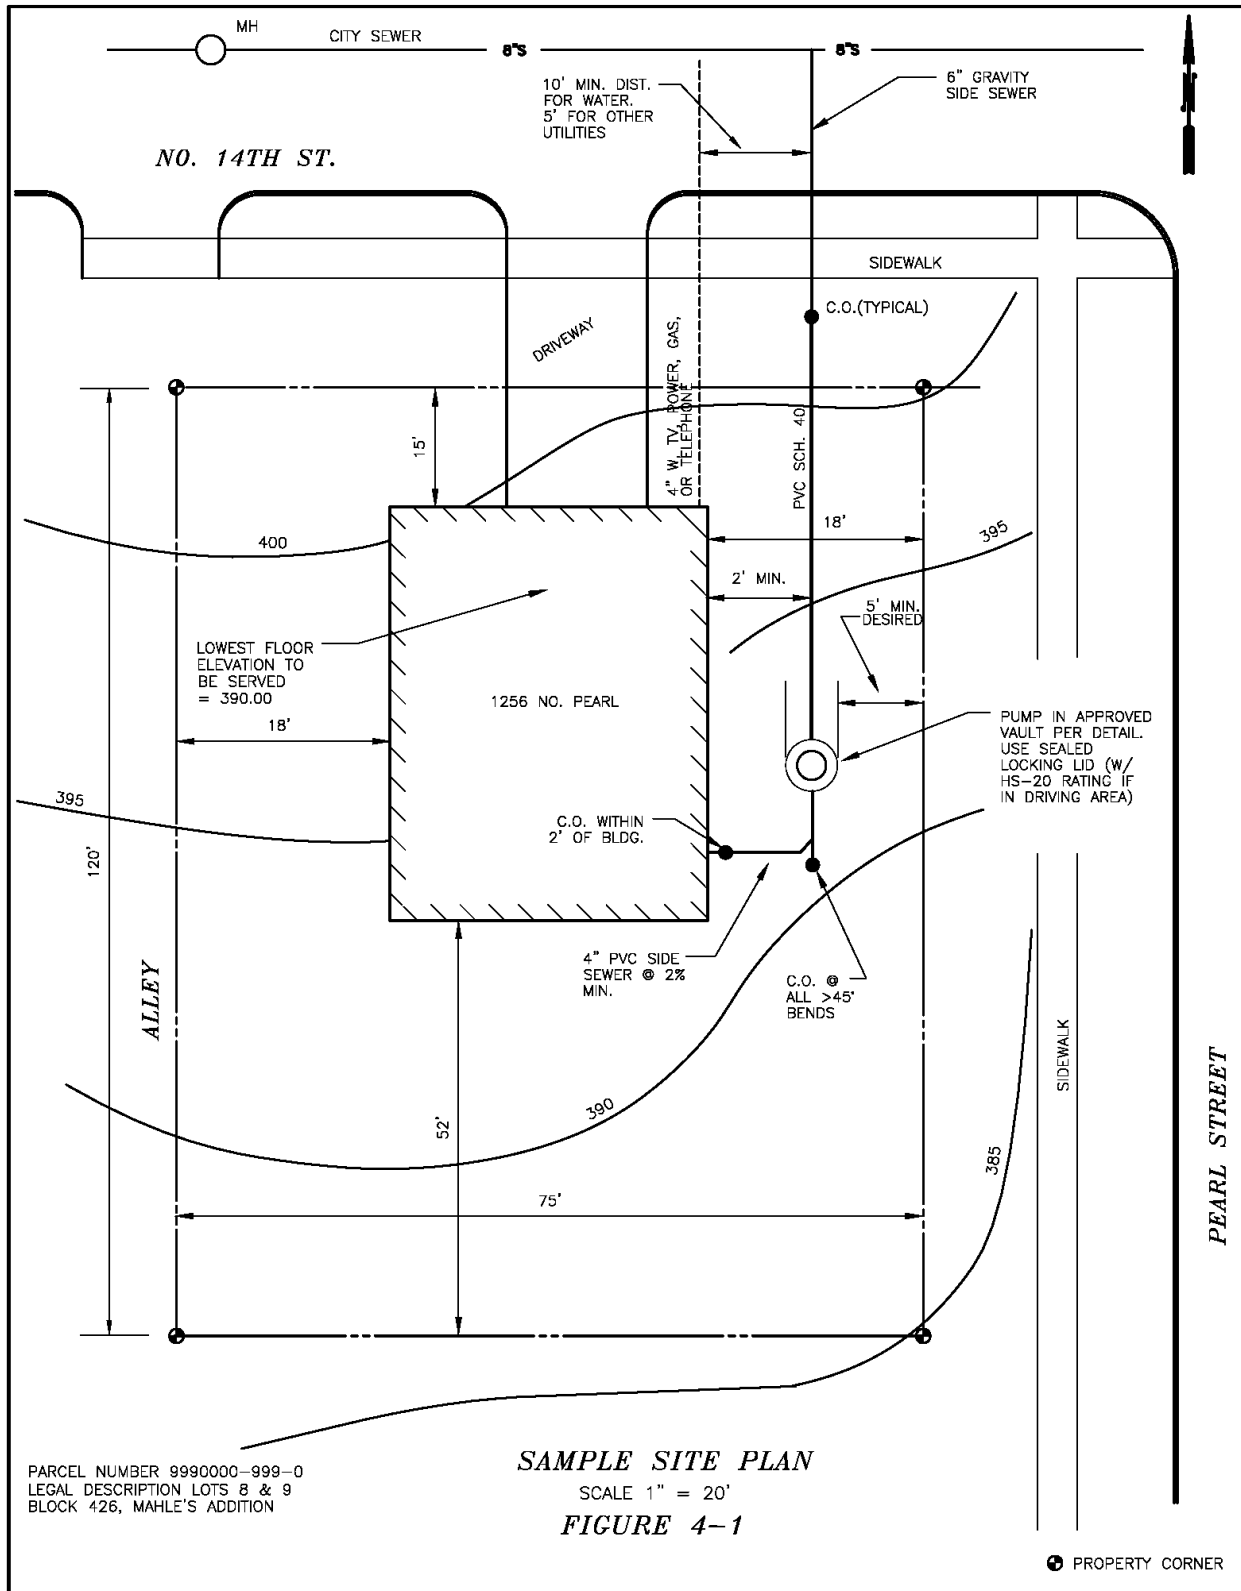 MH
CITY SEWER
8"S
8"S
10' MIN. DIST.
FOR WATER.
5' FOR OTHER
UTILITIES
6" GRAVITY
SIDE SEWER
N
NO. 14TH ST.
SIDEWALK
C.O.(TYPICAL)
DRIVEWAY
4" W, TV, POWER, GAS,
OR TELEPHONE
PVC SCH. 40
15'
18'
395
400
2' MIN.
5' MIN.
DESIRED
LOWEST FLOOR
ELEVATION TO
BE SERVED
= 390.00
1256 NO. PEARL
18'
PUMP IN APPROVED
VAULT PER DETAIL.
USE SEALED
LOCKING LID (W/
HS-20 RATING IF
IN DRIVING AREA)
395
C.O. WITHIN
2' OF BLDG.
120'
4" PVC SIDE
SEWER @ 2%
MIN.
C.O. @
ALL >45'
BENDS
ALLEY
SIDEWALK
PEARL STREET
390
52'
385
75'
SAMPLE SITE PLAN
SCALE 1" = 20'
FIGURE 4-1
PARCEL NUMBER 9990000-999-0
LEGAL DESCRIPTION LOTS 8 & 9
BLOCK 426, MAHLE'S ADDITION
PROPERTY CORNER